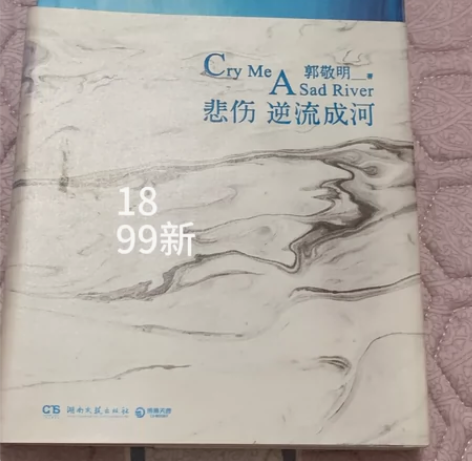 Cry Me
郭敬明 著
A Sad River
悲伤 逆流成河
18
99新
CS 湖南文艺出版社